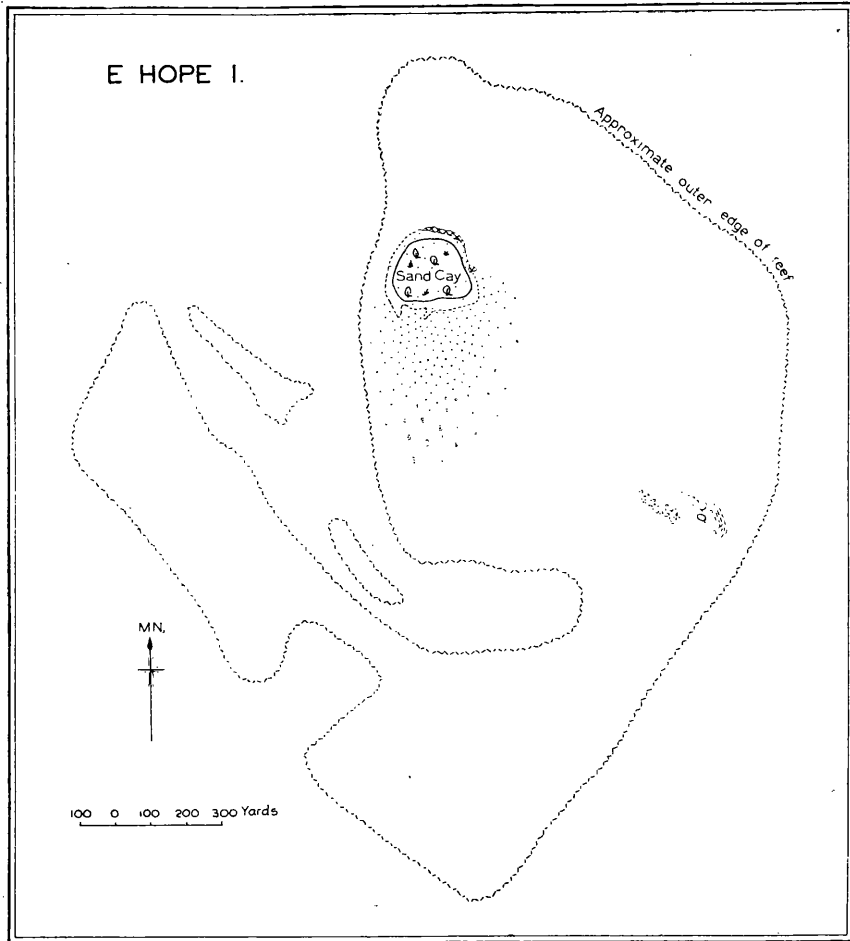 E HOPE I.
Approximate outer edge of reef
Sand Cay
MN.
100 0 100 200 300 Yards